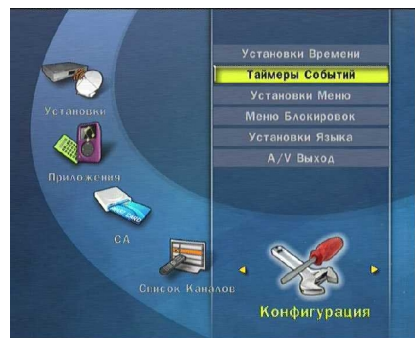 Установки Времени
Таймеры Событий
Установки Меню
Меню Блокировок
Установки Языка
A/V Выход
Установки
Приложения
CA
Список Каналов
Конфигурация